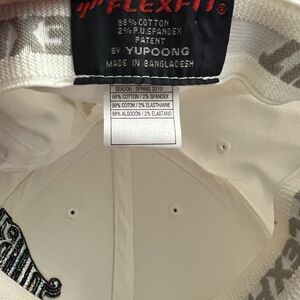 FLEXFIT®
98% COTTON
2% P.U. SPANDEX
PATENT
BY YUPOONG
MADE IN BANGLADESH
SEASON: SPRING 2010
98% COTTON / 2% SPANDEX
98% COTON / 2% ELASTHANNE
98% ALGODÓN / 2% ELASTANO